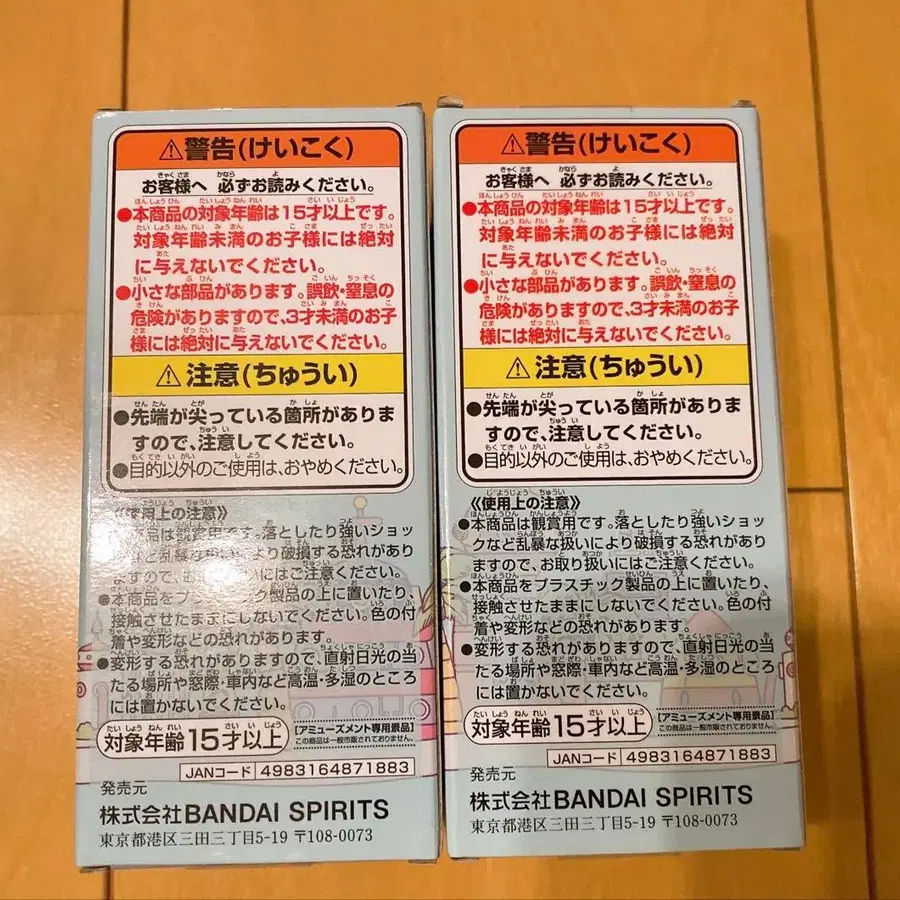 ⚠警告(けいこく)
お客様へ 必ずお読みください。
●本商品の対象年齢は15才以上です。
対象年齢未満のお子様には絶対
に与えないでください。
●小さな部品があります。誤飲・窒息の
危険がありますので、3才未満のお子
様には絶対に与えないでください。
⚠注意(ちゅうい)
●先端が尖っている箇所がありま
すので、注意してください。
●目的以外のご使用は、おやめください。
《使用上の注意》
●本商品は観賞用です。落としたり強いショッ
クなど乱暴な扱いにより破損する恐れがあり
ますので、お取り扱いにはご注意ください。
●本商品をプラスチック製品の上に置いたり、
接触させたままにしないでください。色の付
着や変形などの恐れがあります。
●変形する恐れがありますので、直射日光の当
たる場所や窓際・車内など高温・多湿のところ
には置かないでください。
対象年齢15才以上
【アミューズメント専用景品】
この商品は一般市販されておりません。
JANコード 4983164871883
発売元
株式会社BANDAI SPIRITS
東京都港区三田三丁目5-19 〒108-0073
⚠警告(けいこく)
お客様へ 必ずお読みください。
●本商品の対象年齢は15才以上です。
対象年齢未満のお子様には絶対
に与えないでください。
●小さな部品があります。誤飲・窒息の
危険がありますので、3才未満のお子
様には絶対に与えないでください。
⚠注意(ちゅうい)
●先端が尖っている箇所がありま
すので、注意してください。
●目的以外のご使用は、おやめください。
《使用上の注意》
●本商品は観賞用です。落としたり強いショッ
クなど乱暴な扱いにより破損する恐れがあり
ますので、お取り扱いにはご注意ください。
●本商品をプラスチック製品の上に置いたり、
接触させたままにしないでください。色の付
着や変形などの恐れがあります。
●変形する恐れがありますので、直射日光の当
たる場所や窓際・車内など高温・多湿のところ
には置かないでください。
対象年齢15才以上
【アミューズメント専用景品】
この商品は一般市販されておりません。
JANコード 4983164871883
発売元
株式会社BANDAI SPIRITS
東京都港区三田三丁目5-19 〒108-0073